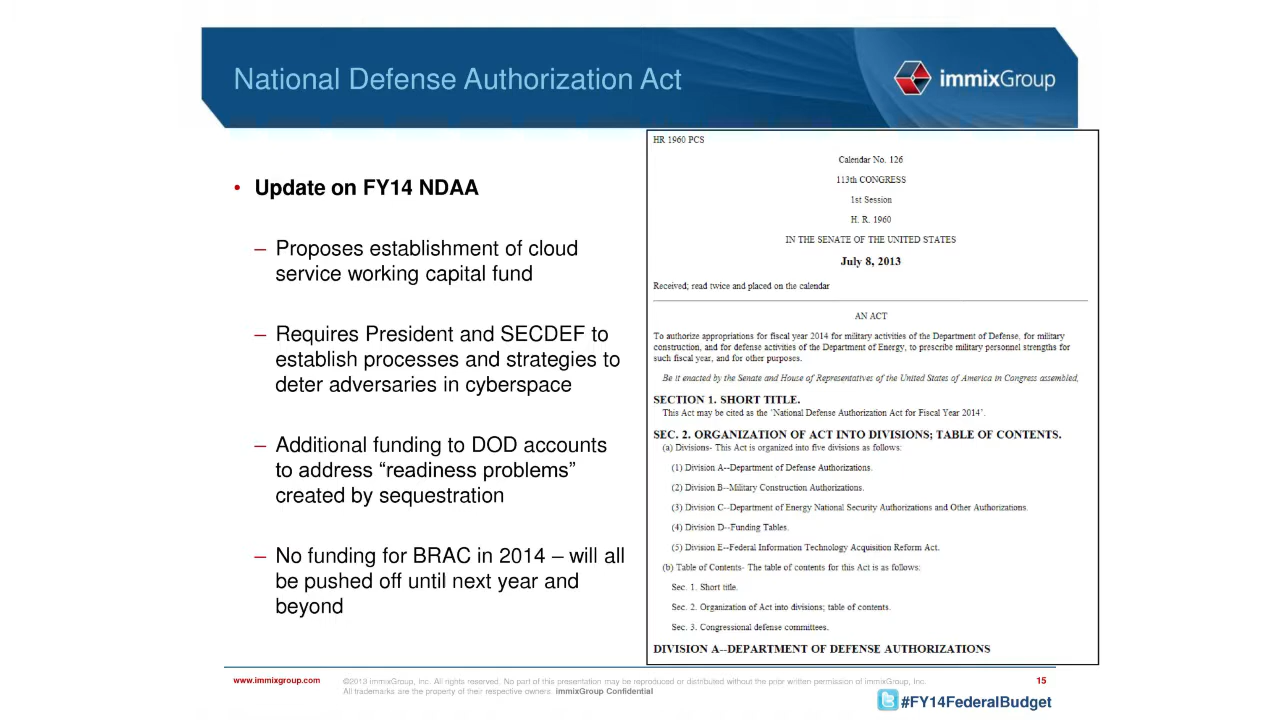 National Defense Authorization Act
immixGroup
• Update on FY14 NDAA
– Proposes establishment of cloud
service working capital fund
– Requires President and SECDEF to
establish processes and strategies to
deter adversaries in cyberspace
– Additional funding to DOD accounts
to address “readiness problems”
created by sequestration
– No funding for BRAC in 2014 – will all
be pushed off until next year and
beyond
HR 1960 PCS
Calendar No. 126
113th CONGRESS
1st Session
H. R. 1960
IN THE SENATE OF THE UNITED STATES
July 8, 2013
Received; read twice and placed on the calendar
AN ACT
To authorize appropriations for fiscal year 2014 for military activities of the Department of Defense, for military
construction, and for defense activities of the Department of Energy, to prescribe military personnel strengths for
such fiscal year, and for other purposes.
Be it enacted by the Senate and House of Representatives of the United States of America in Congress assembled,
SECTION 1. SHORT TITLE.
This Act may be cited as the ‘National Defense Authorization Act for Fiscal Year 2014’.
SEC. 2. ORGANIZATION OF ACT INTO DIVISIONS; TABLE OF CONTENTS.
(a) Divisions- This Act is organized into five divisions as follows:
(1) Division A--Department of Defense Authorizations.
(2) Division B--Military Construction Authorizations.
(3) Division C--Department of Energy National Security Authorizations and Other Authorizations.
(4) Division D--Funding Tables.
(5) Division E--Federal Information Technology Acquisition Reform Act.
(b) Table of Contents- The table of contents for this Act is as follows:
Sec. 1. Short title.
Sec. 2. Organization of Act into divisions; table of contents.
Sec. 3. Congressional defense committees.
DIVISION A--DEPARTMENT OF DEFENSE AUTHORIZATIONS
www.immixgroup.com
©2013 immixGroup, Inc. All rights reserved. No part of this presentation may be reproduced or distributed without the prior written permission of immixGroup, Inc.
All trademarks are the property of their respective owners. immixGroup Confidential
15
#FY14FederalBudget